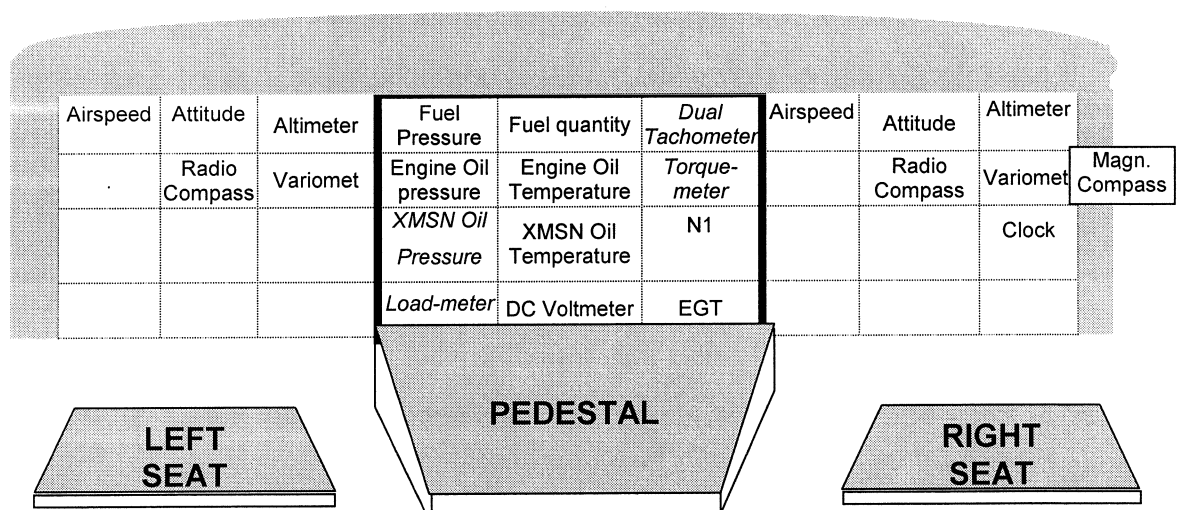 Airspeed
Attitude
Altimeter
Fuel
Pressure
Fuel quantity
Dual
Tachometer
Airspeed
Attitude
Altimeter
Radio
Compass
Variomet
Engine Oil
pressure
Engine Oil
Temperature
Torque-
meter
Radio
Compass
Variomet
Magn.
Compass
XMSN Oil
Pressure
XMSN Oil
Temperature
N1
Clock
Load-meter
DC Voltmeter
EGT
PEDESTAL
LEFT
SEAT
RIGHT
SEAT